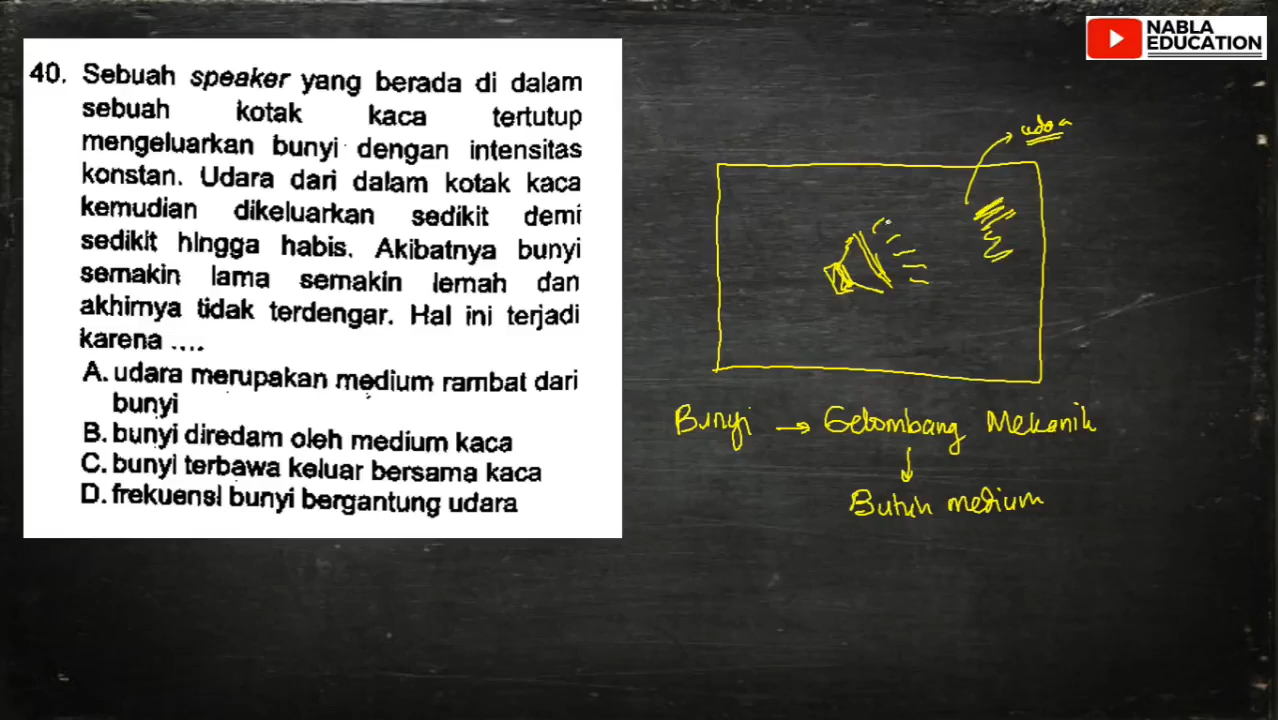 NABLA
EDUCATION
40. Sebuah speaker yang berada di dalam
sebuah kotak kaca tertutup
mengeluarkan bunyi dengan intensitas
konstan. Udara dari dalam kotak kaca
kemudian dikeluarkan sedikit demi
sedikit hingga habis. Akibatnya bunyi
semakin lama semakin lemah dan
akhirnya tidak terdengar. Hal ini terjadi
karena ....
A. udara merupakan medium rambat dari
bunyi
B. bunyi diredam oleh medium kaca
C. bunyi terbawa keluar bersama kaca
D. frekuensi bunyi bergantung udara
Bunyi → Gelombang Mekanik
Butuh medium